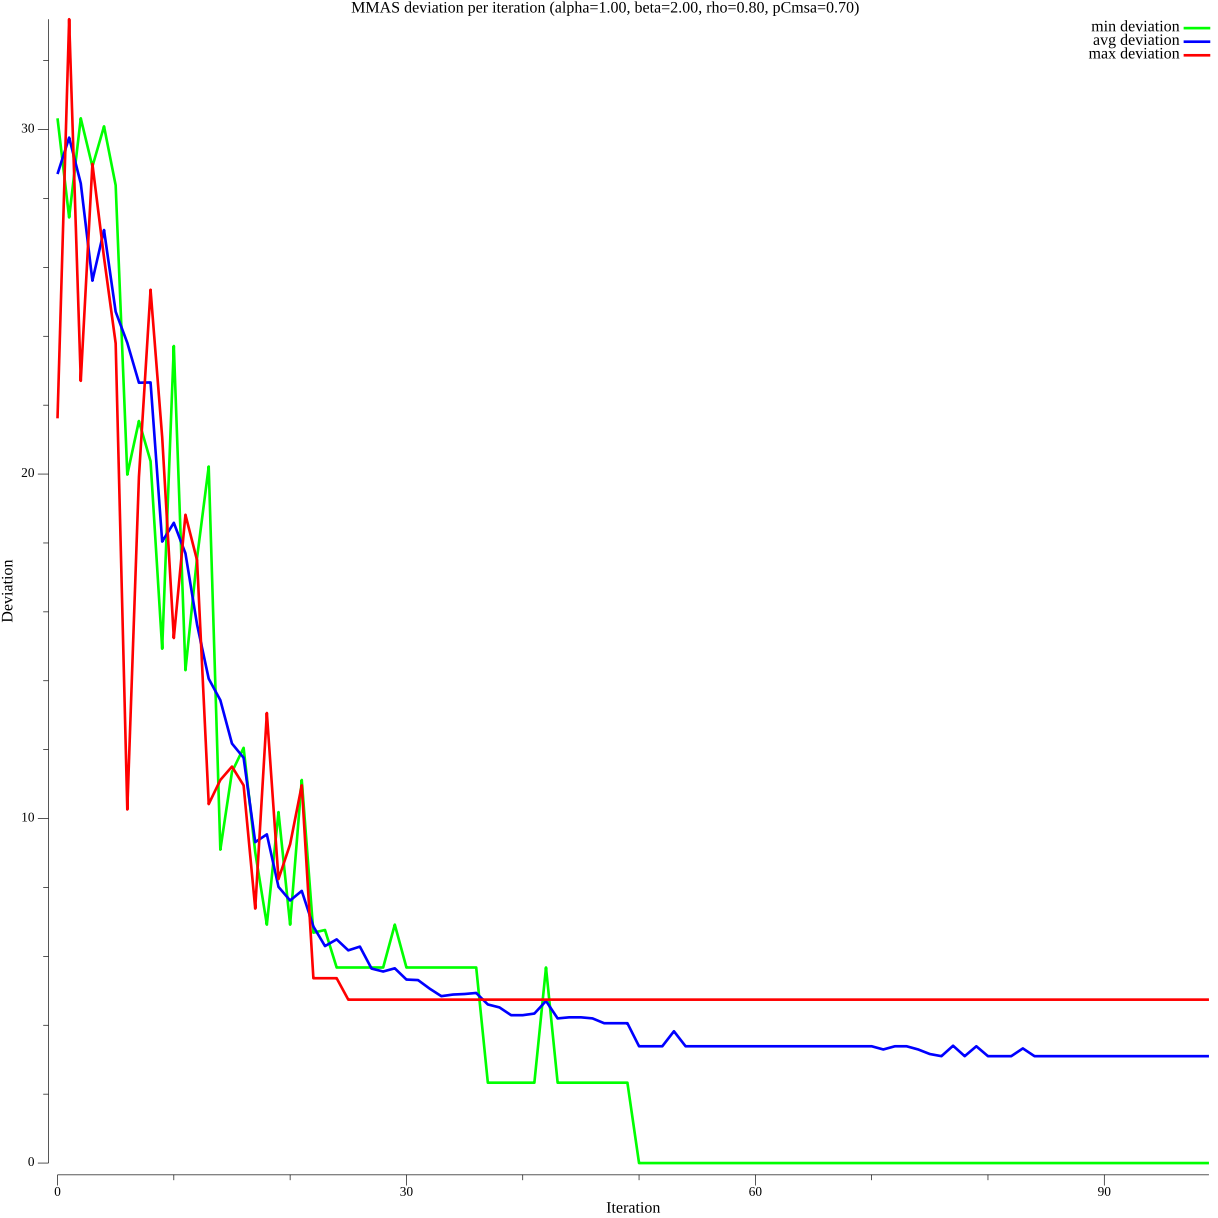 MMAS deviation per iteration (alpha=1.00, beta=2.00, rho=0.80, pCmsa=0.70)
min deviation
avg deviation
max deviation
30
20
10
0
Deviation
0 30 60 90
Iteration